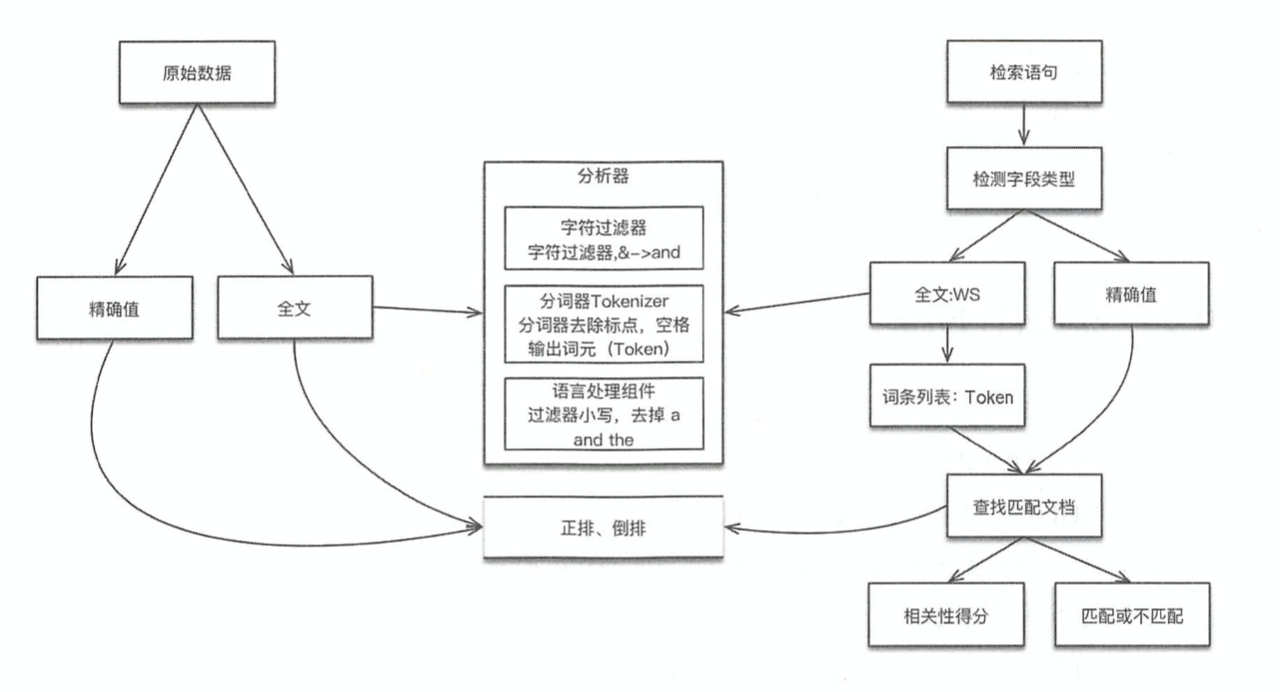 原始数据
检索语句
分析器
检测字段类型
字符过滤器
字符过滤器,&->and
精确值
全文
分词器Tokenizer
分词器去除标点，空格
输出词元（Token）
全文:WS
精确值
语言处理组件
过滤器小写，去掉 a
and the
词条列表：Token
正排、倒排
查找匹配文档
相关性得分
匹配或不匹配